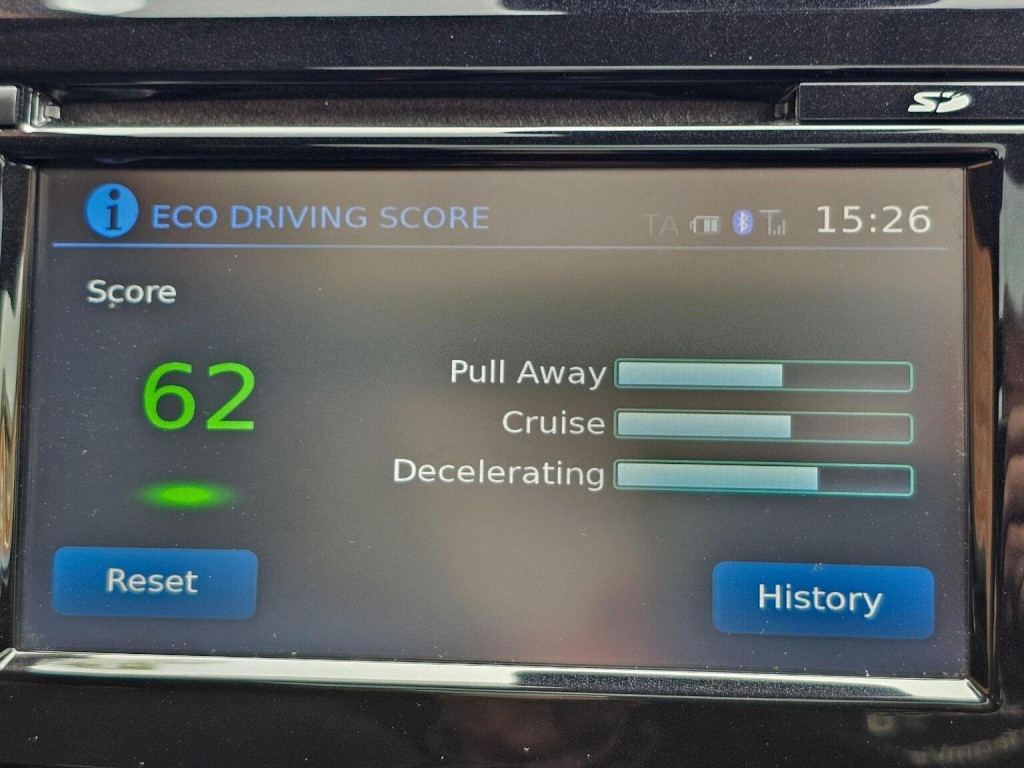 SD
i ECO DRIVING SCORE TA 15:26
Score
62
Pull Away
Cruise
Decelerating
Reset
History